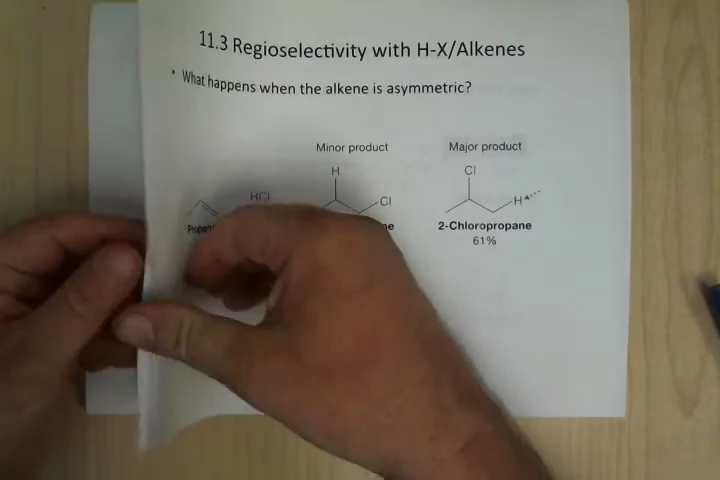 11.3 Regioselectivity with H-X/Alkenes
• What happens when the alkene is asymmetric?
Minor product Major product
H Cl
HCl Cl H
2-Chloropropane
61%